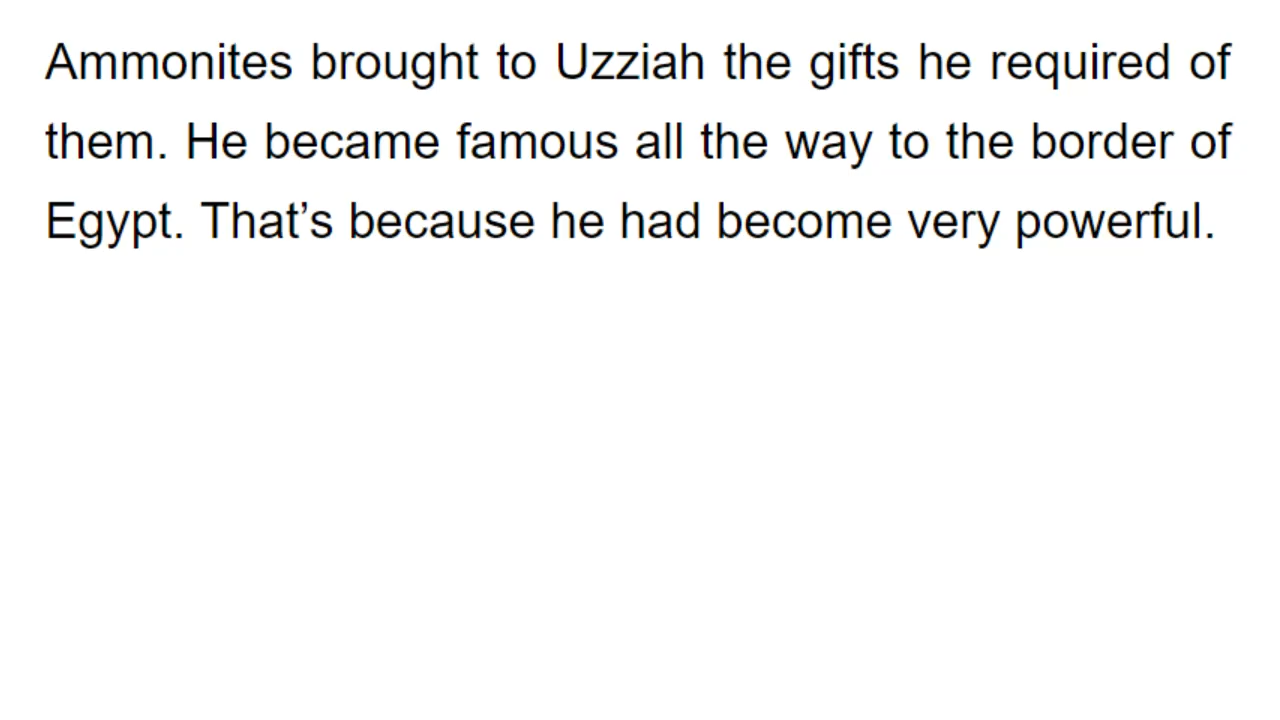 Ammonites brought to Uzziah the gifts he required of
them. He became famous all the way to the border of
Egypt. That’s because he had become very powerful.